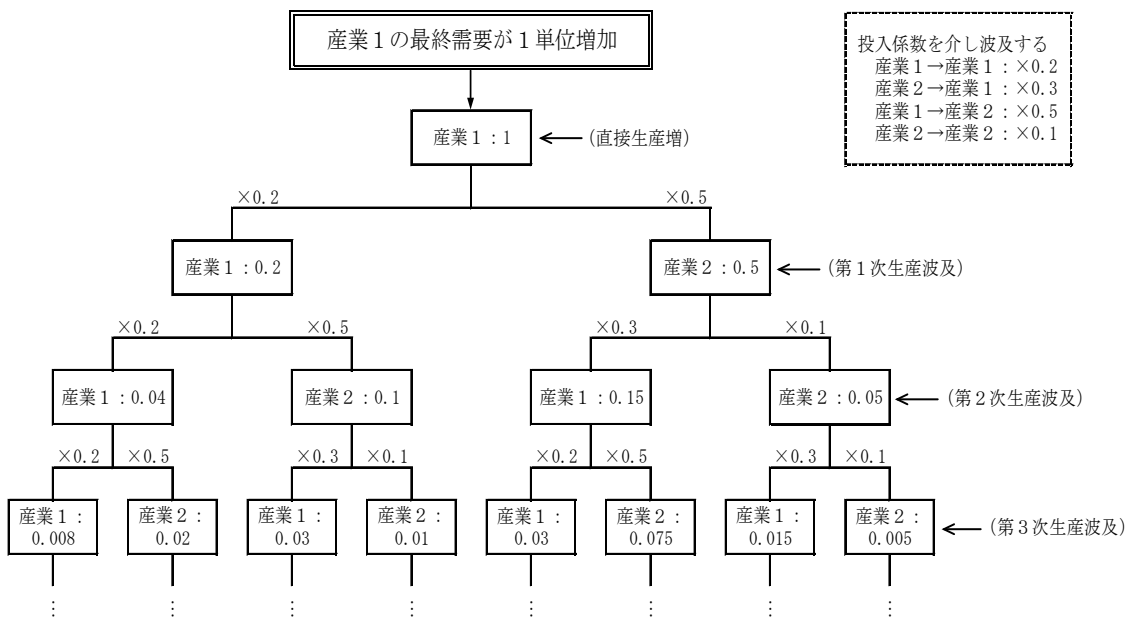 産業１の最終需要が１単位増加
投入係数を介し波及する
産業１→産業１：×0.2
産業２→産業１：×0.3
産業１→産業２：×0.5
産業２→産業２：×0.1
産業１：1
(直接生産増)
×0.2
×0.5
産業１：0.2
産業２：0.5
(第１次生産波及)
×0.2
×0.5
×0.3
×0.1
産業１：0.04
産業２：0.1
産業１：0.15
産業２：0.05
(第２次生産波及)
×0.2
×0.5
×0.3
×0.1
×0.2
×0.5
×0.3
×0.1
産業１：
0.008
産業２：
0.02
産業１：
0.03
産業２：
0.01
産業１：
0.03
産業２：
0.075
産業１：
0.015
産業２：
0.005
(第３次生産波及)
…
…
…
…
…
…
…
…